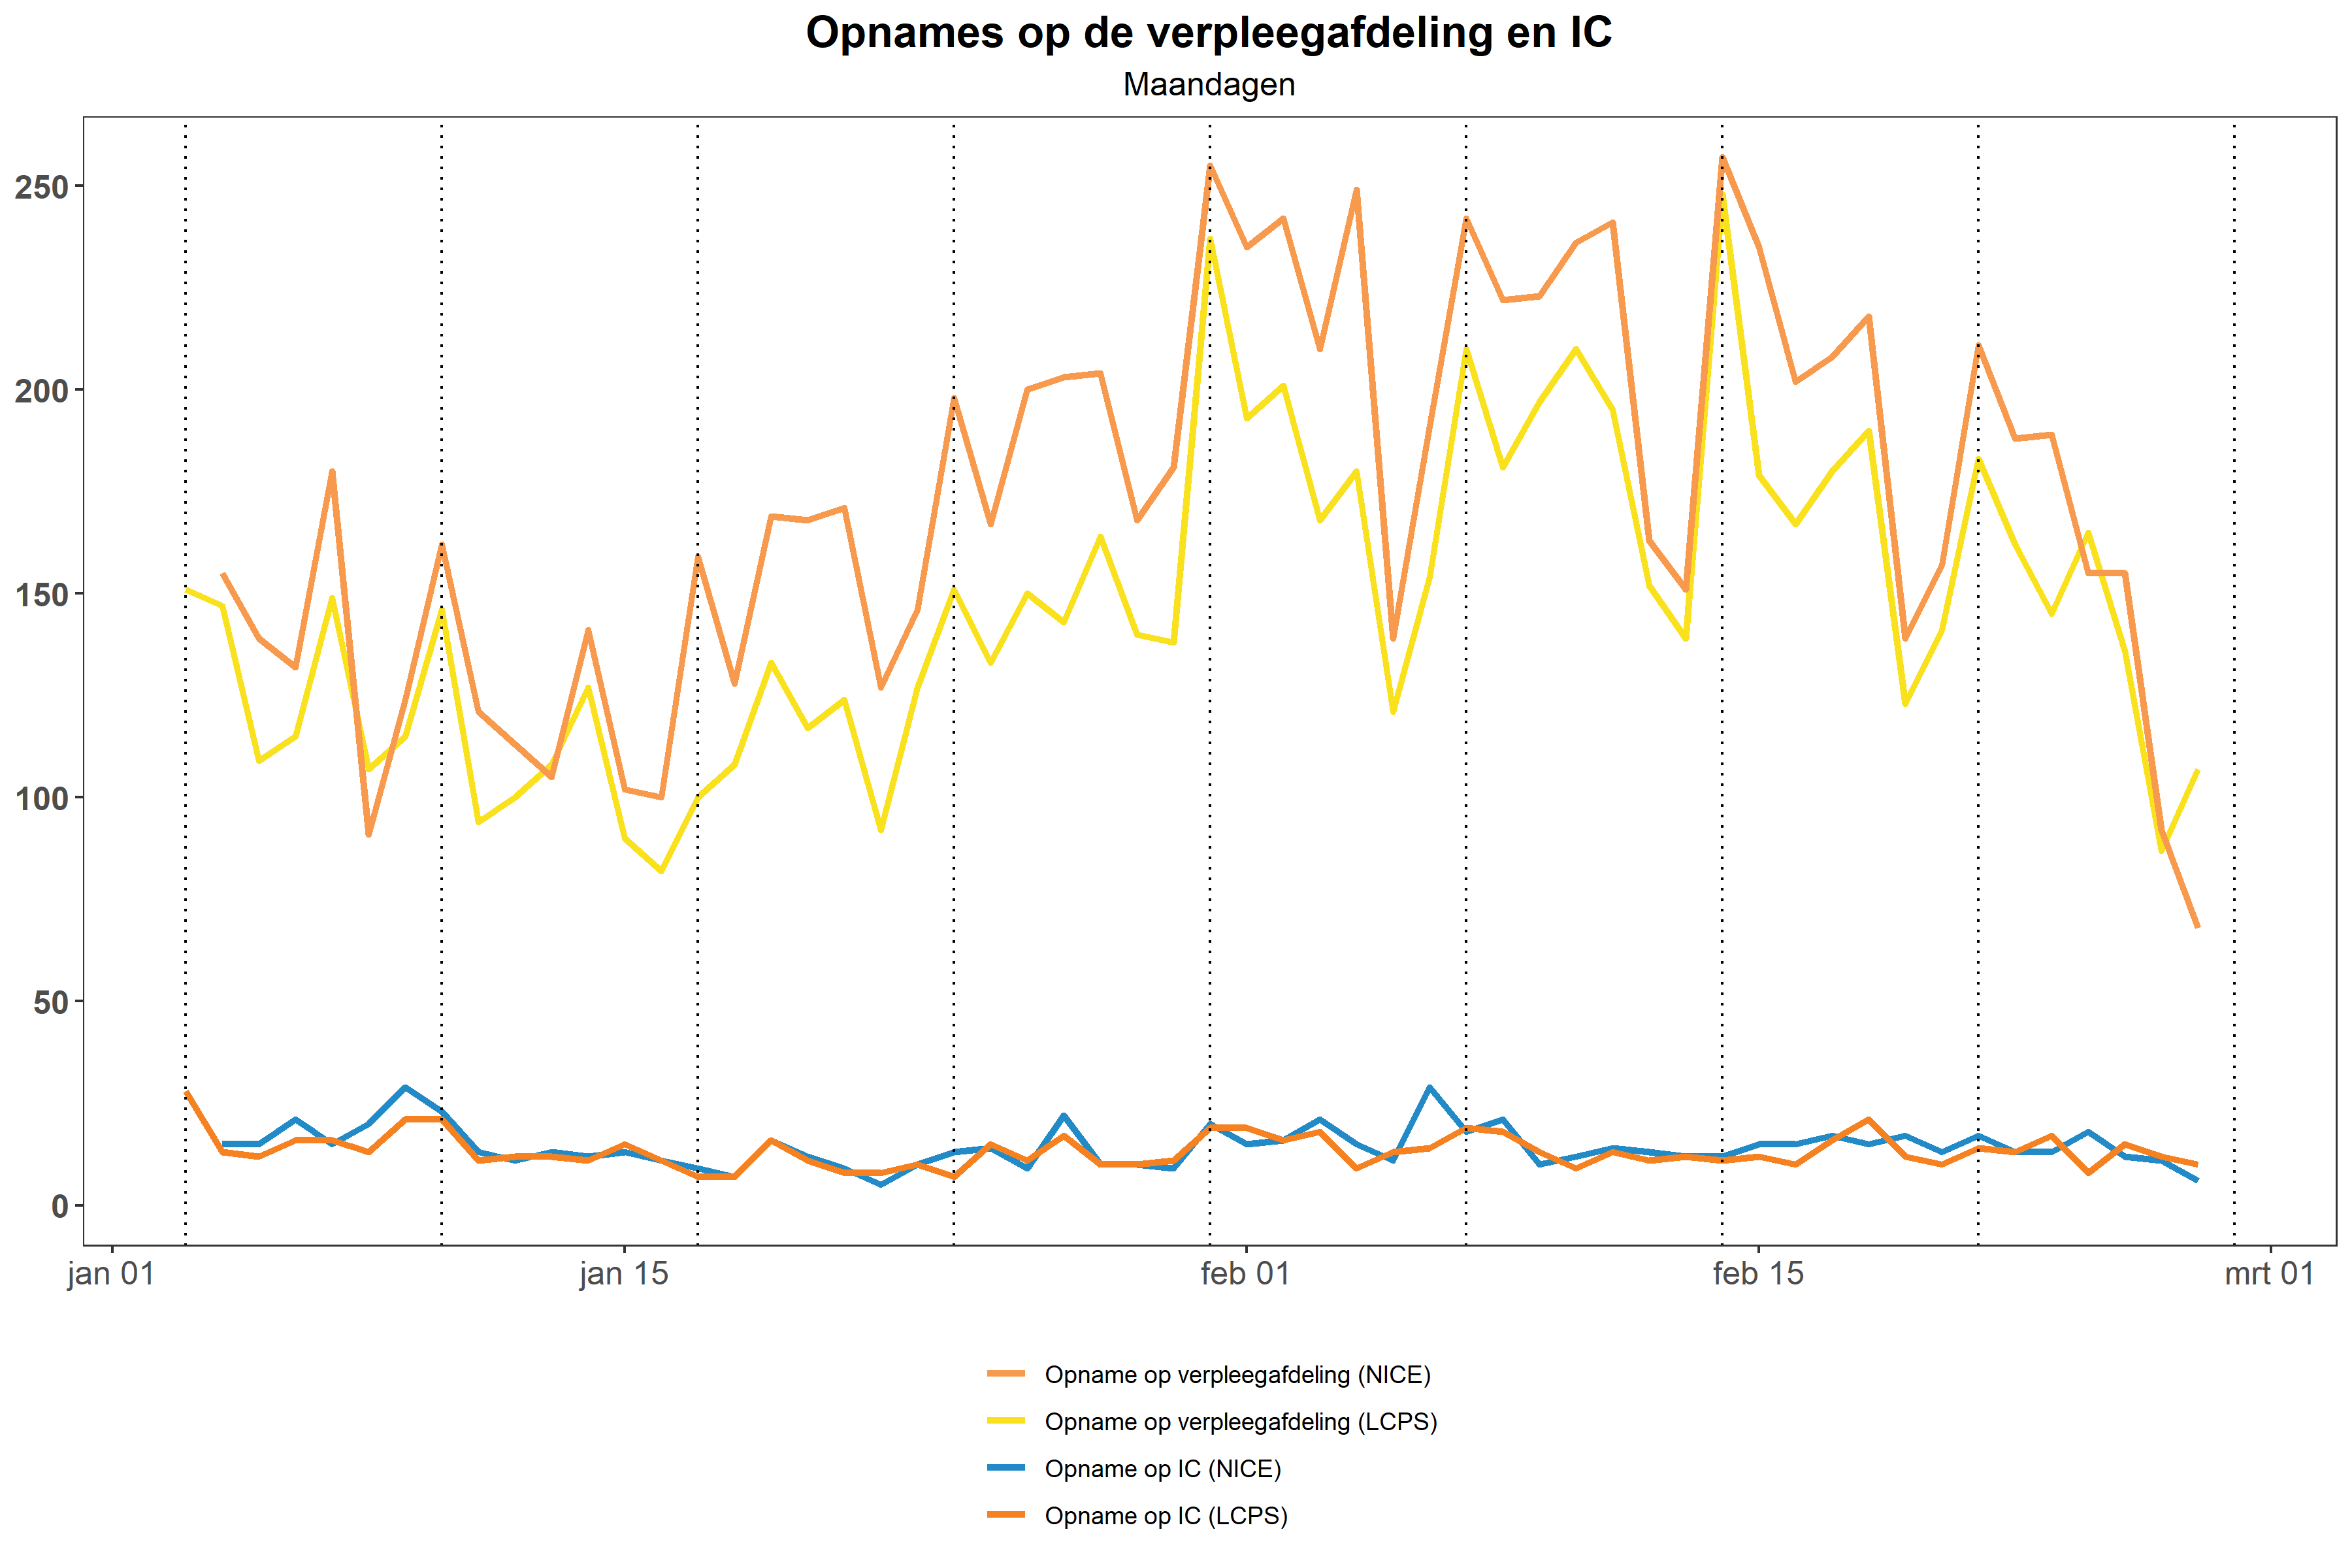 Opnames op de verpleegafdeling en IC
Maandagen
250
200
150
100
50
0
jan 01 jan 15 feb 01 feb 15 mrt 01
Opname op verpleegafdeling (NICE)
Opname op verpleegafdeling (LCPS)
Opname op IC (NICE)
Opname op IC (LCPS)